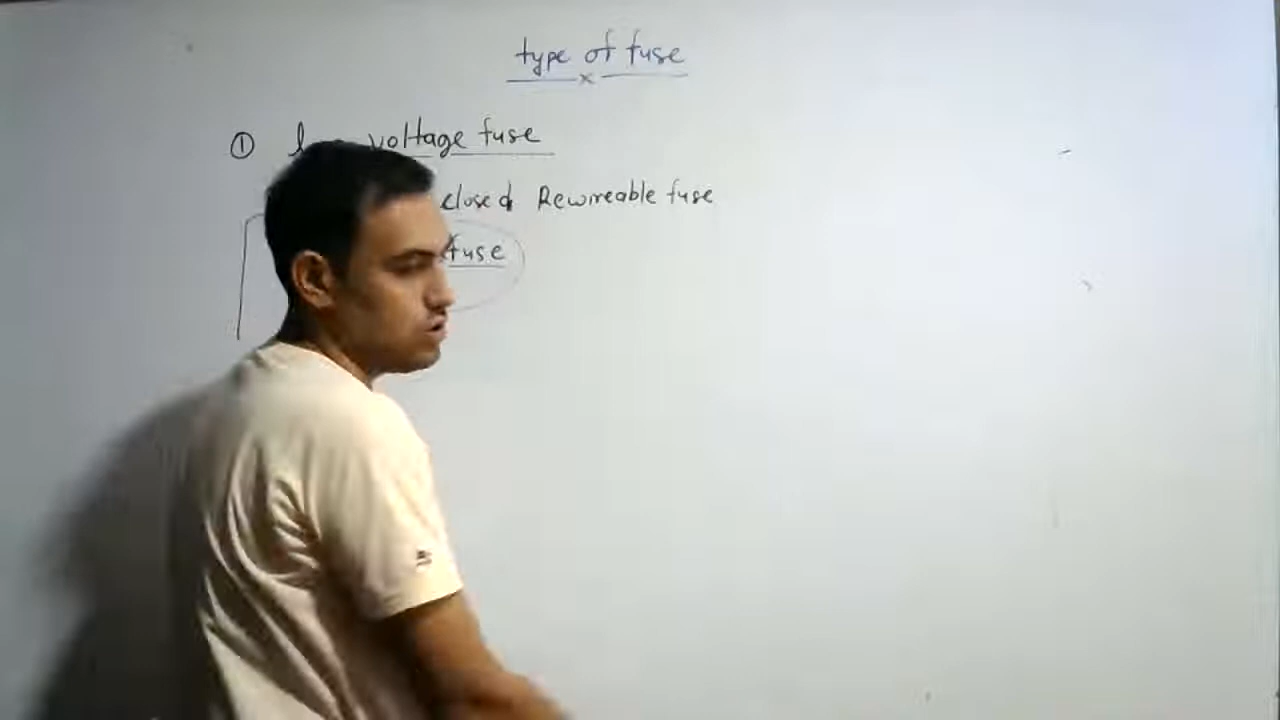 type of fuse
① voltage fuse
closed Rewireable fuse
fuse